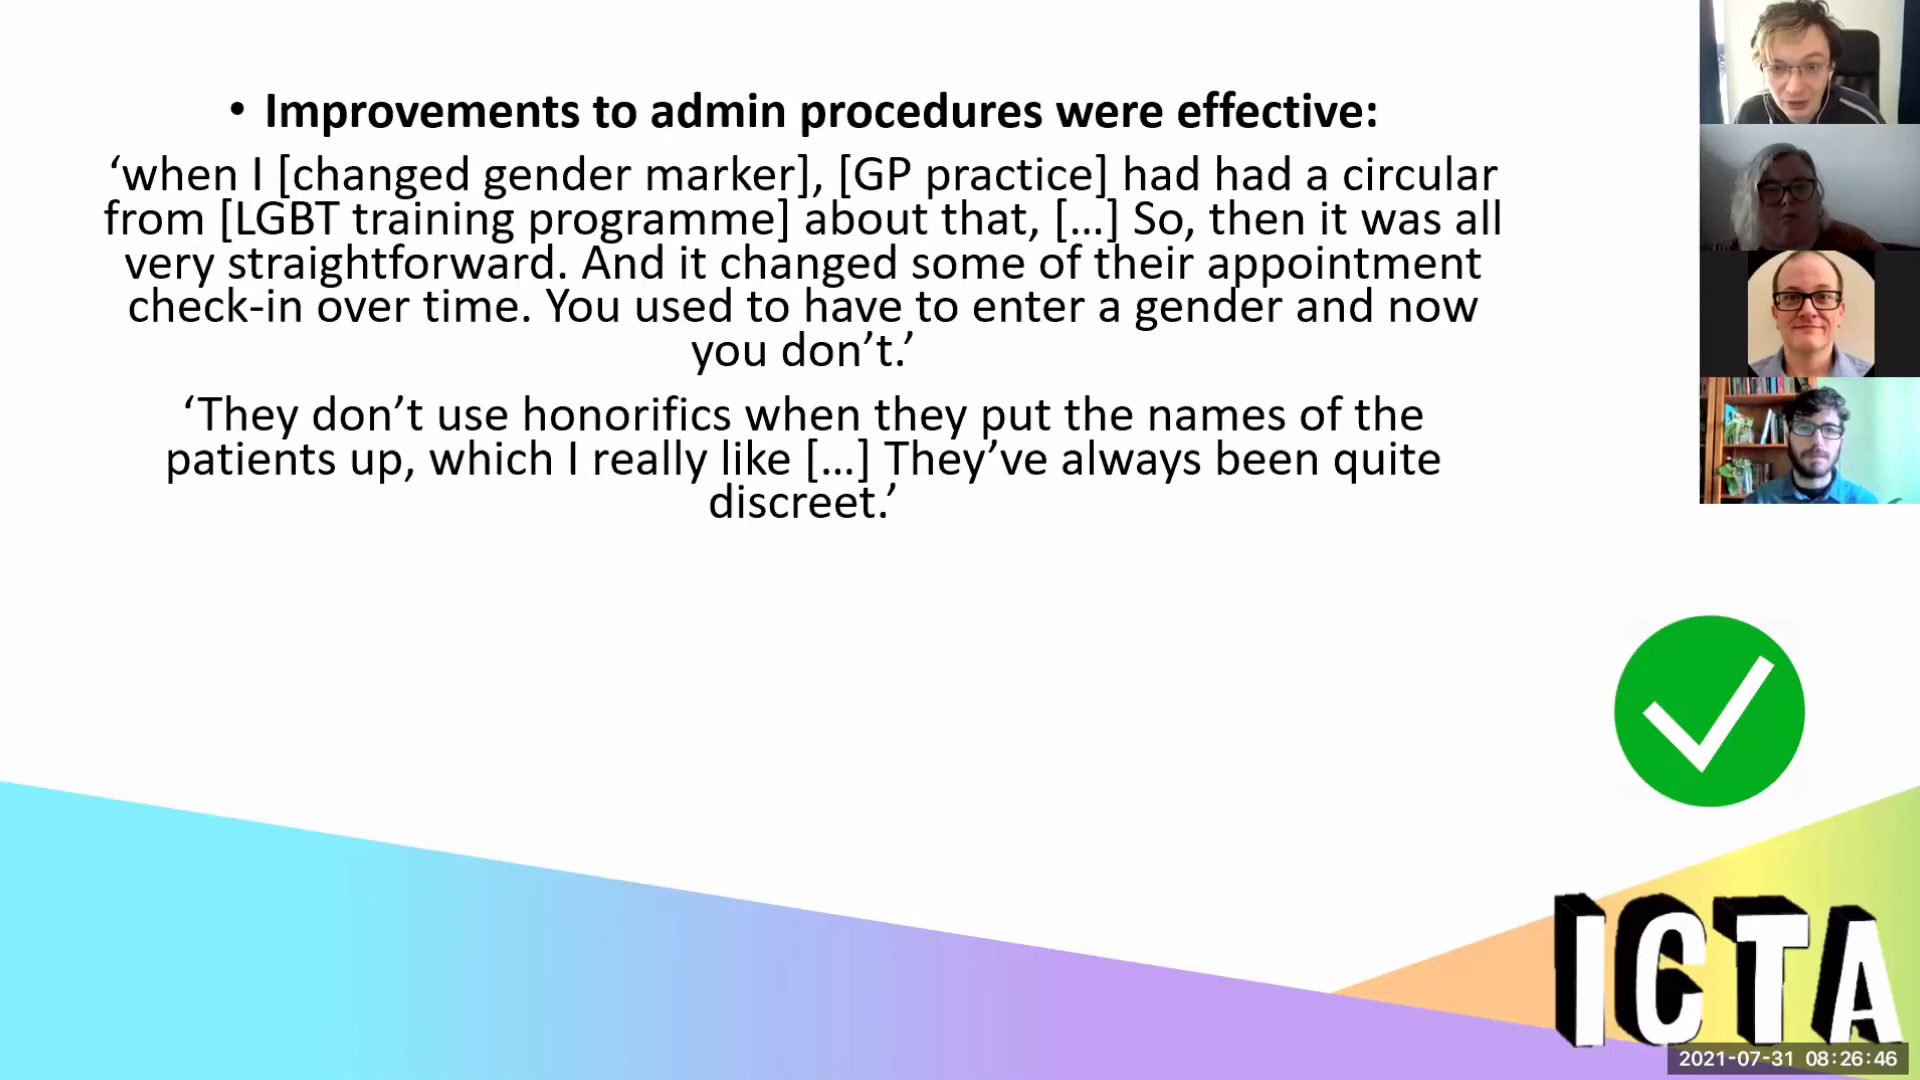 • Improvements to admin procedures were effective:
‘when I [changed gender marker], [GP practice] had had a circular
from [LGBT training programme] about that, [...] So, then it was all
very straightforward. And it changed some of their appointment
check-in over time. You used to have to enter a gender and now
you don’t.’
‘They don’t use honorifics when they put the names of the
patients up, which I really like [...] They’ve always been quite
discreet.’
ICTA
2021-07-31 08:26:46